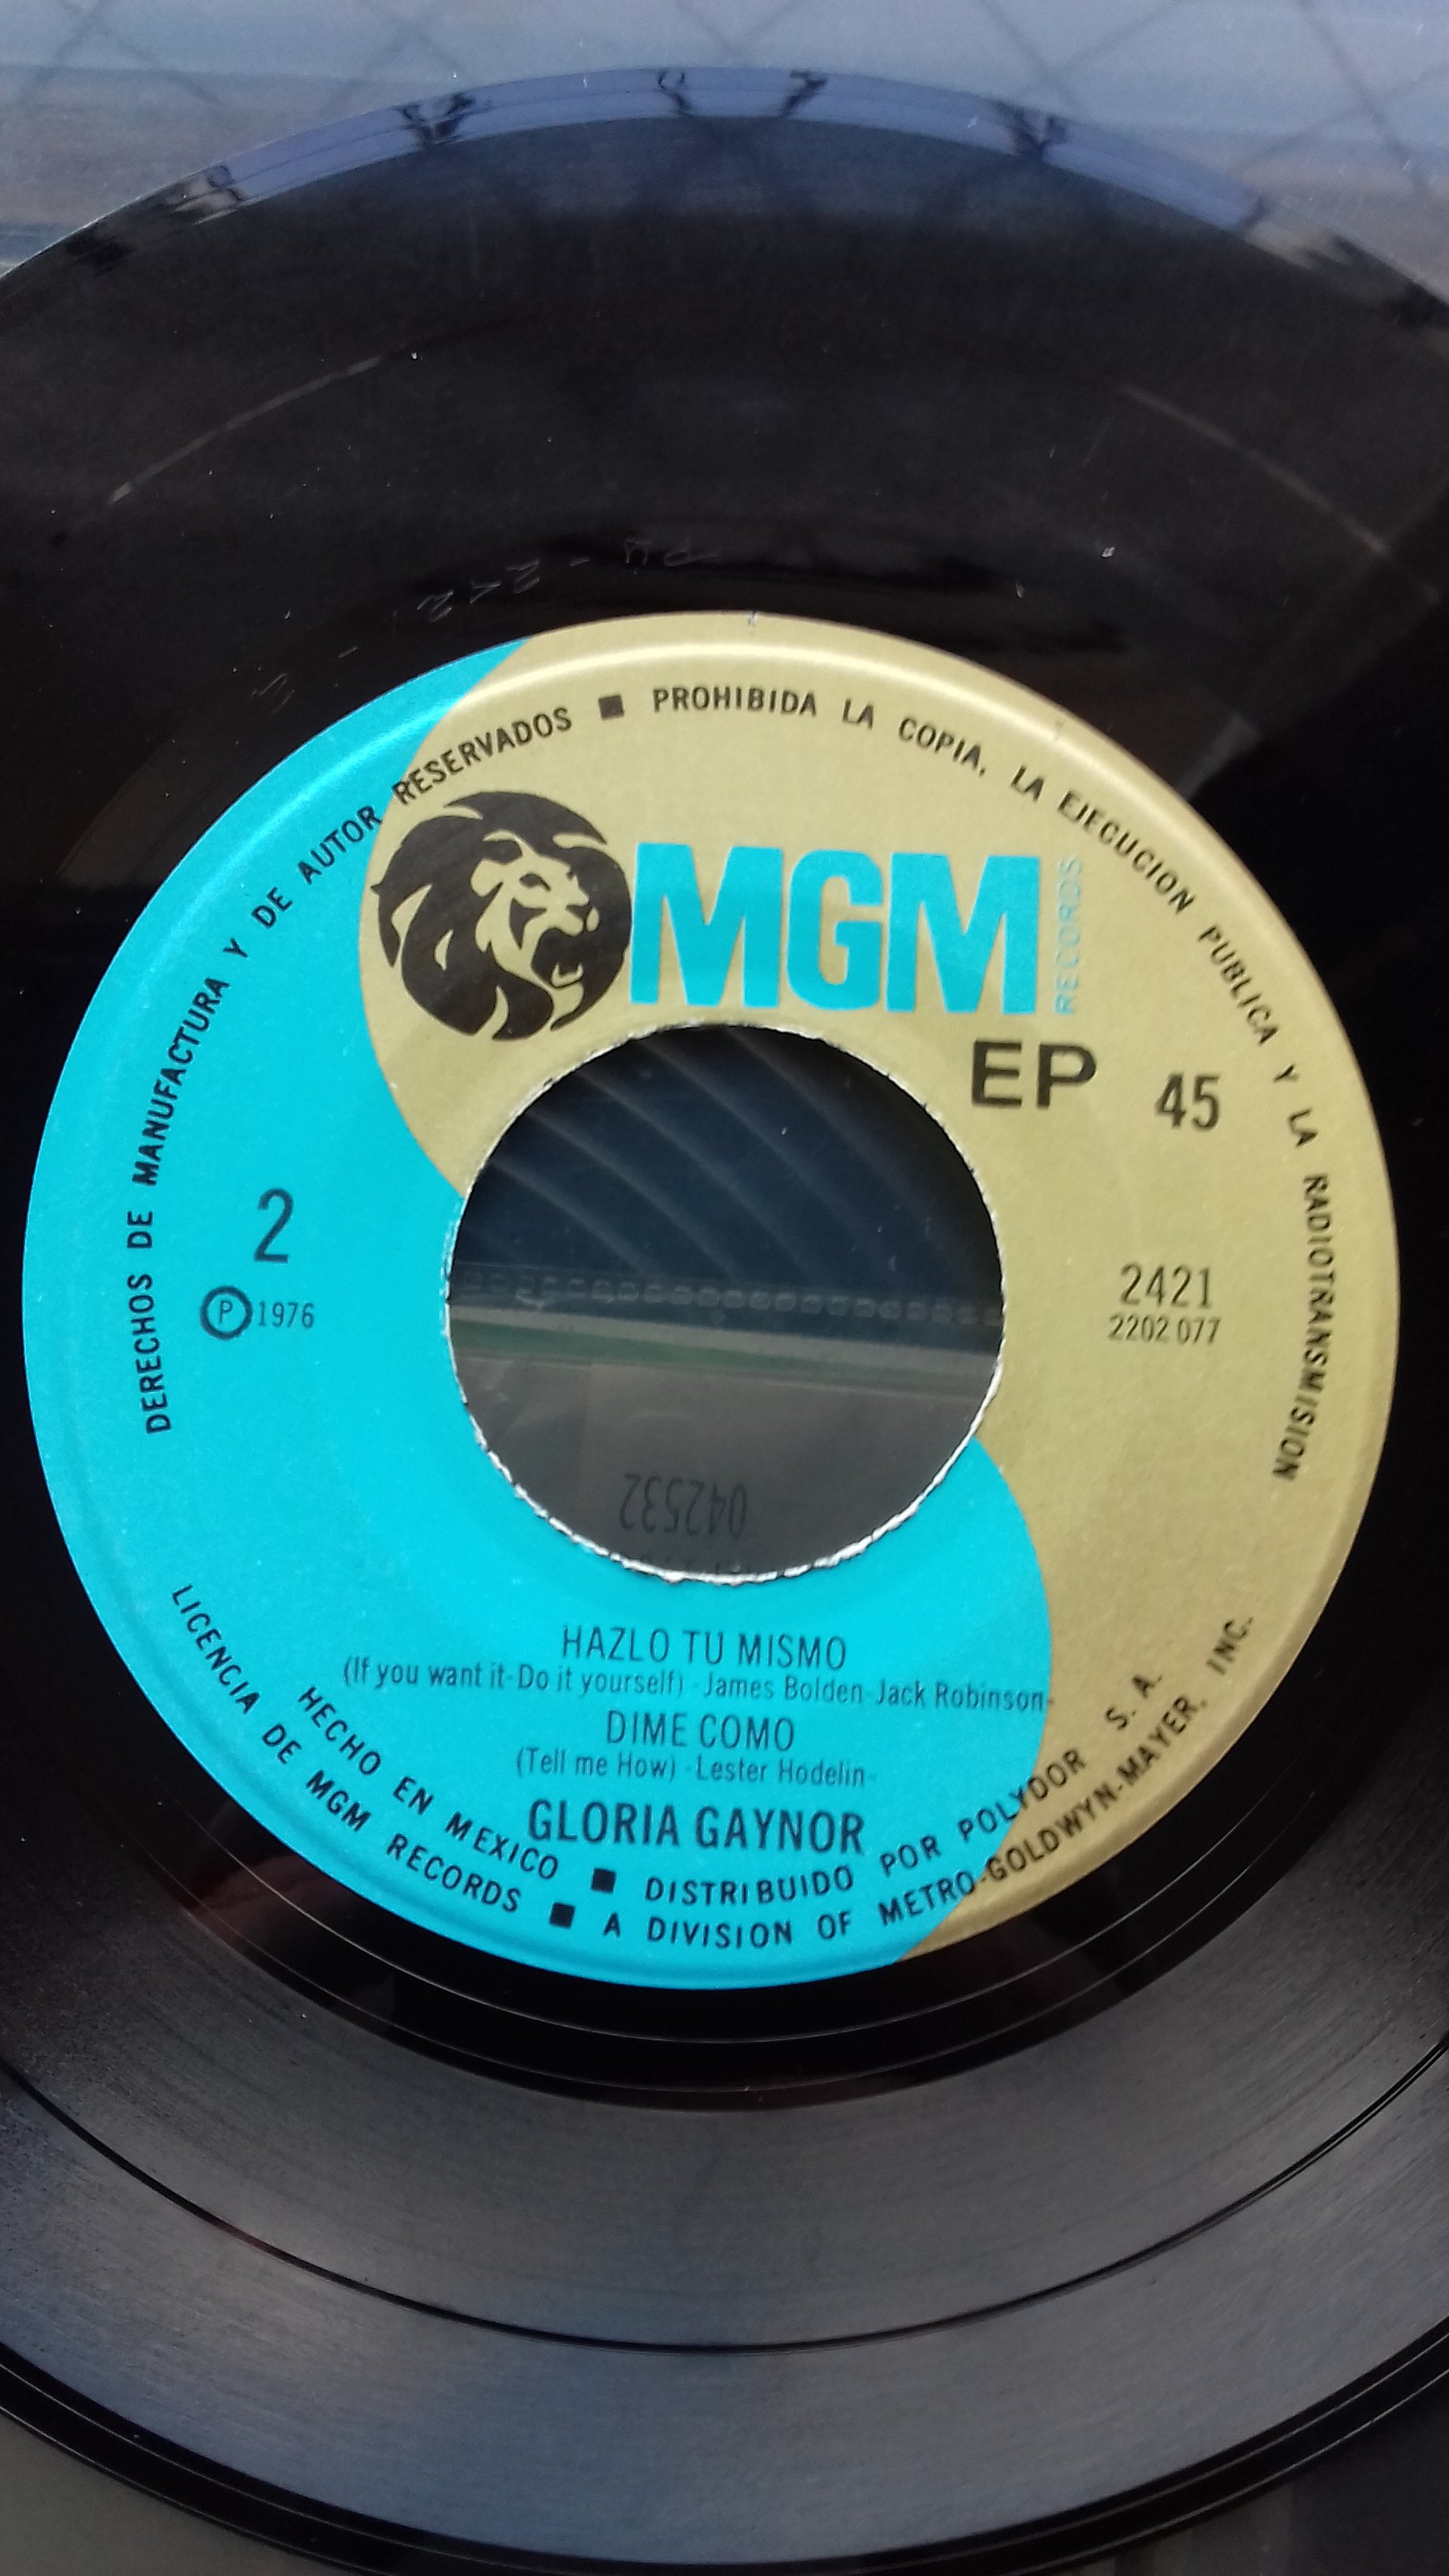 DERECHOS DE MANUFACTURA Y DE AUTOR RESERVADOS ■ PROHIBIDA LA COPIA, LA EJECUCION PUBLICA Y LA RADIOTRANSMISION
MGM
RECORDS
EP 45
2
Ⓟ 1976
2421
2202 077
042532
HAZLO TU MISMO
(If you want it-Do it yourself) -James Bolden-Jack Robinson-
DIME COMO
(Tell me How) -Lester Hodelin-
GLORIA GAYNOR
HECHO EN MEXICO ■ DISTRIBUIDO POR POLYDOR S. A.
LICENCIA DE MGM RECORDS ■ A DIVISION OF METRO-GOLDWYN-MAYER, INC.